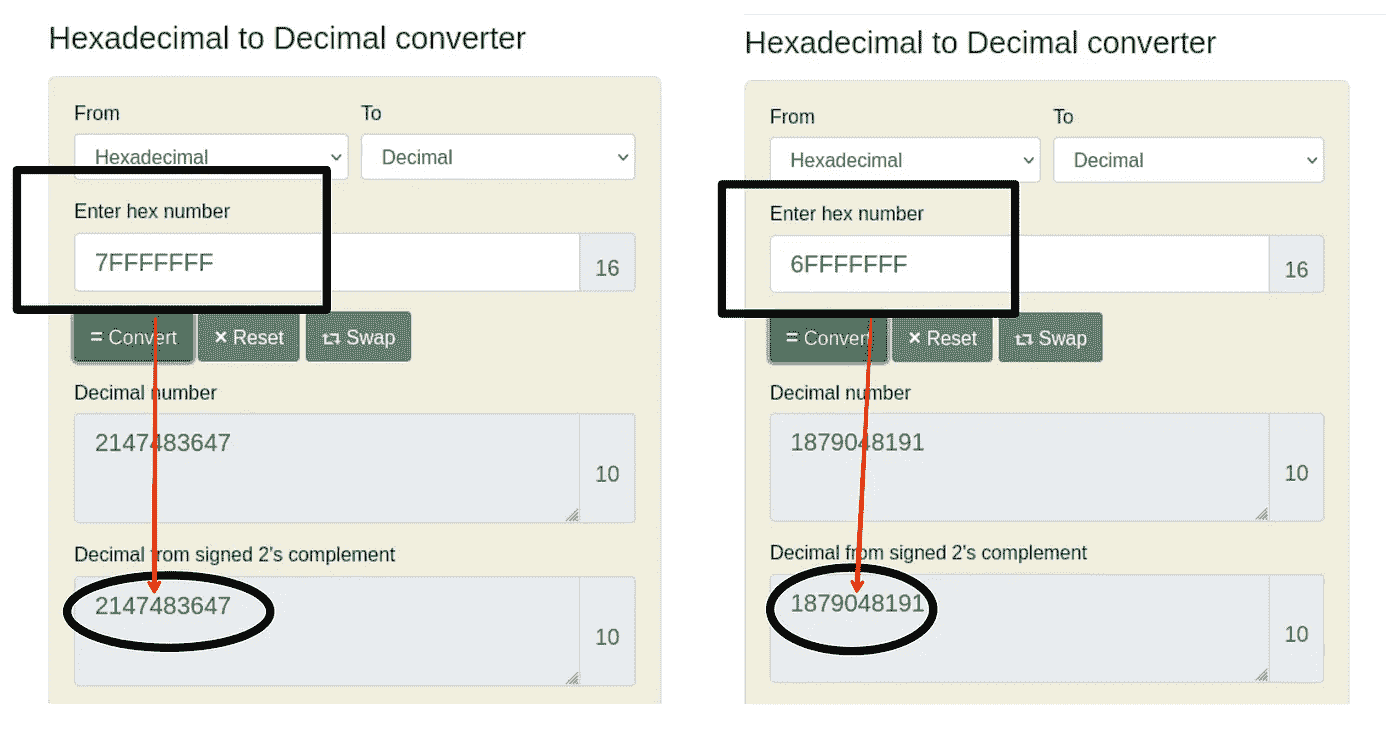 Hexadecimal to Decimal converter
From To
Hexadecimal Decimal
Enter hex number
7FFFFFFF 16
= Convert × Reset Swap
Decimal number
2147483647 10
Decimal from signed 2's complement
2147483647 10
Hexadecimal to Decimal converter
From To
Hexadecimal Decimal
Enter hex number
6FFFFFFF 16
= Convert × Reset Swap
Decimal number
1879048191 10
Decimal from signed 2's complement
1879048191 10